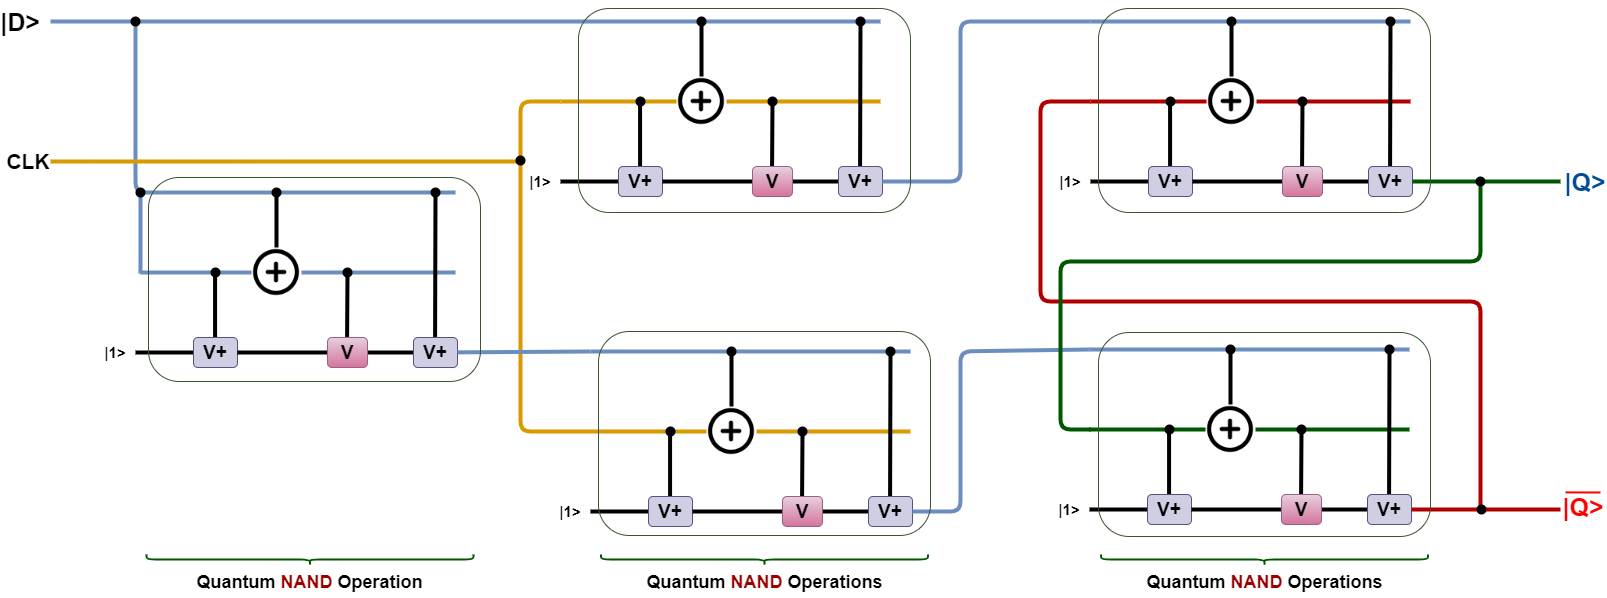 |D>
CLK
|1>
V+
V
V+
|1>
V+
V
V+
|Q>
|1>
V+
V
V+
|1>
V+
V
V+
|1>
V+
V
V+
|Q>
Quantum NAND Operation
Quantum NAND Operations
Quantum NAND Operations